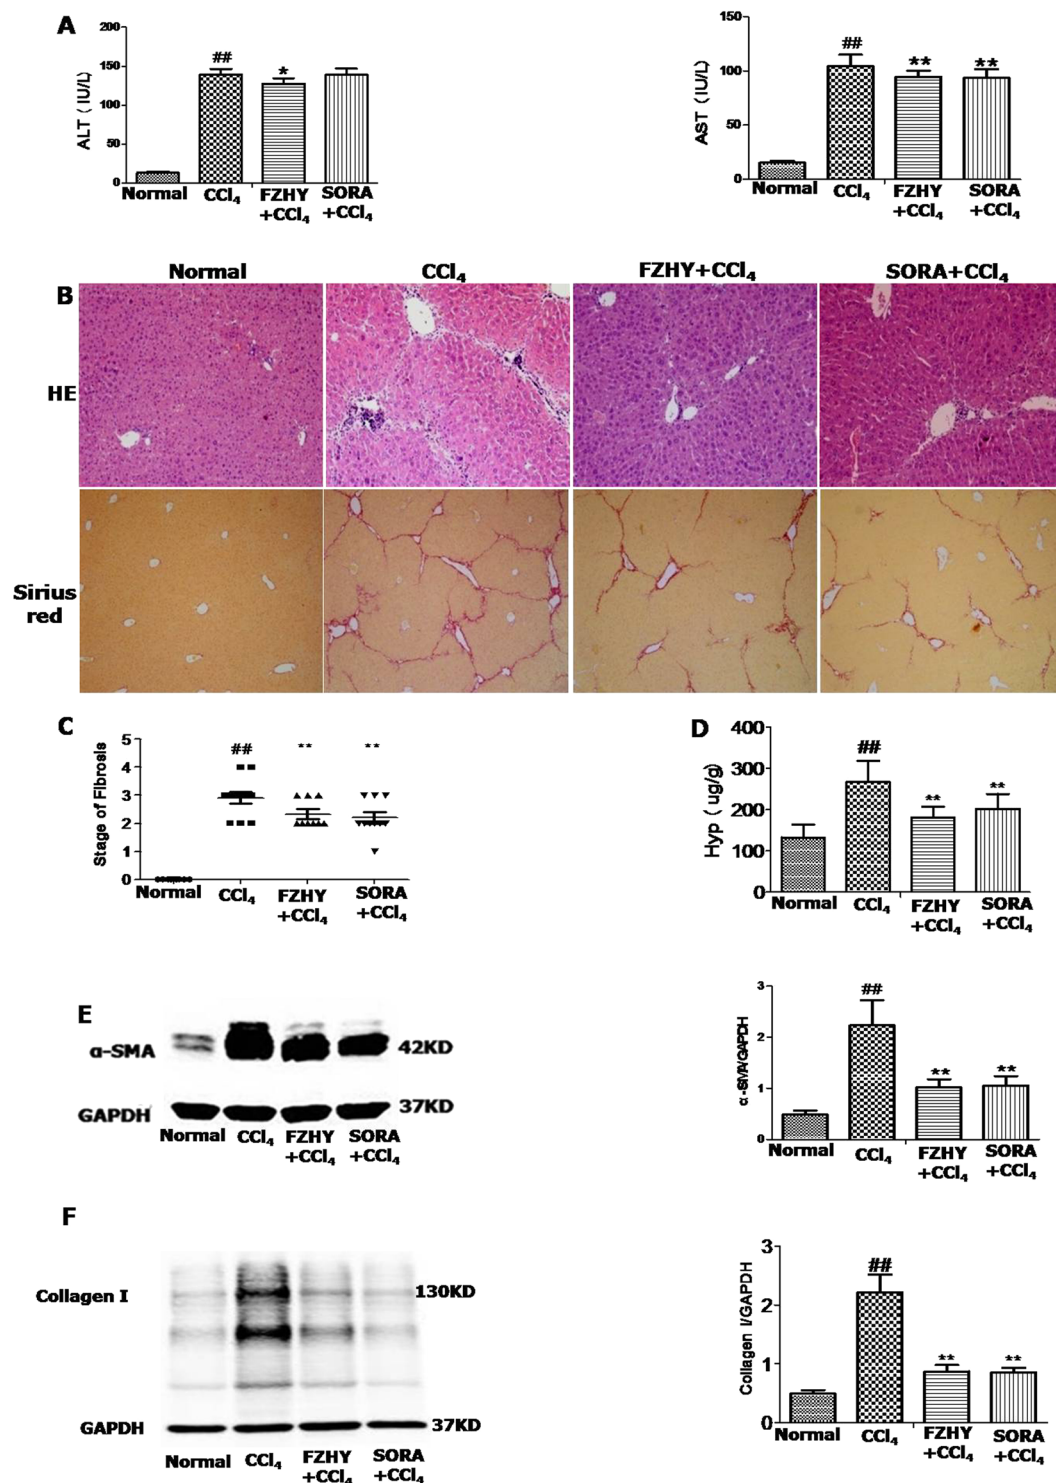 A
ALT ( IU/L)
200
150
100
50
0
##
*
Normal
CCl4
FZHY
+CCl4
SORA
+CCl4
AST ( IU/L)
150
100
50
0
##
**
**
Normal
CCl4
FZHY
+CCl4
SORA
+CCl4
B
Normal
CCl4
FZHY+CCl4
SORA+CCl4
HE
Sirius
red
C
Stage of Fibrosis
5
4
3
2
1
0
##
**
**
Normal
CCl4
FZHY
+CCl4
SORA
+CCl4
D
Hyp ( ug/g)
400
300
200
100
0
##
**
**
Normal
CCl4
FZHY
+CCl4
SORA
+CCl4
E
α-SMA
42KD
GAPDH
37KD
Normal
CCl4
FZHY
+CCl4
SORA
+CCl4
α-SMA/GAPDH
3
2
1
0
##
**
**
Normal
CCl4
FZHY
+CCl4
SORA
+CCl4
F
Collagen I
130KD
GAPDH
37KD
Normal
CCl4
FZHY
+CCl4
SORA
+CCl4
Collagen I/GAPDH
3
2
1
0
##
**
**
Normal
CCl4
FZHY
+CCl4
SORA
+CCl4